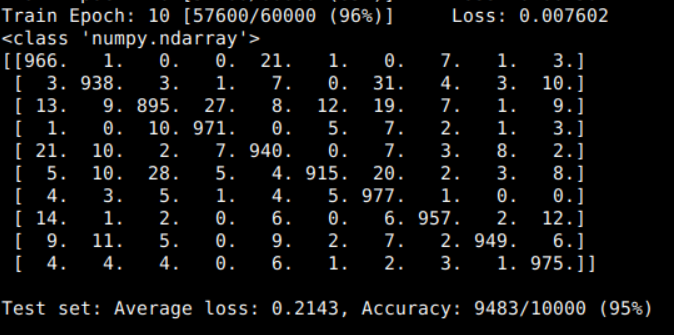 Train Epoch: 10 [57600/60000 (96%)]     Loss: 0.007602
<class 'numpy.ndarray'>
[[966.   1.   0.   0.  21.   1.   0.   7.   1.   3.]
 [  3. 938.   3.   1.   7.   0.  31.   4.   3.  10.]
 [ 13.   9. 895.  27.   8.  12.  19.   7.   1.   9.]
 [  1.   0.  10. 971.   0.   5.   7.   2.   1.   3.]
 [ 21.  10.   2.   7. 940.   0.   7.   3.   8.   2.]
 [  5.  10.  28.   5.   4. 915.  20.   2.   3.   8.]
 [  4.   3.   5.   1.   4.   5. 977.   1.   0.   0.]
 [ 14.   1.   2.   0.   6.   0.   6. 957.   2.  12.]
 [  9.  11.   5.   0.   9.   2.   7.   2. 949.   6.]
 [  4.   4.   4.   0.   6.   1.   2.   3.   1. 975.]]
Test set: Average loss: 0.2143, Accuracy: 9483/10000 (95%)